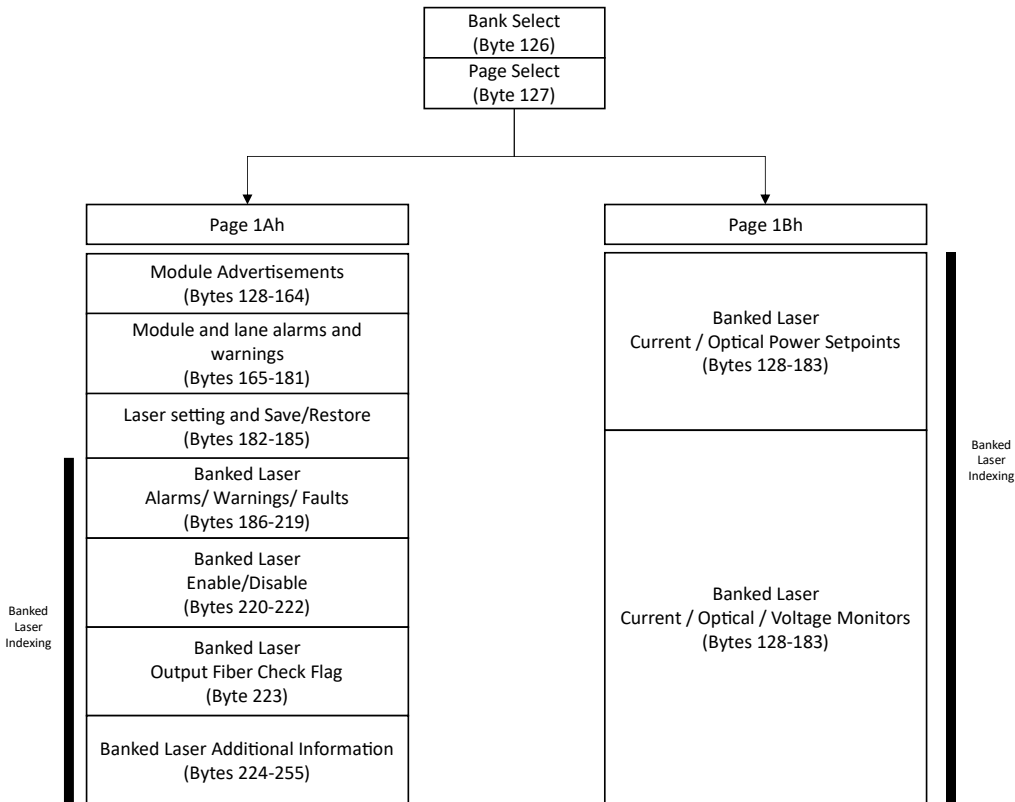 Bank Select
(Byte 126)
Page Select
(Byte 127)
Page 1Ah
Module Advertisements
(Bytes 128-164)
Module and lane alarms and
warnings
(Bytes 165-181)
Laser setting and Save/Restore
(Bytes 182-185)
Banked Laser
Alarms/ Warnings/ Faults
(Bytes 186-219)
Banked Laser
Enable/Disable
(Bytes 220-222)
Banked Laser
Output Fiber Check Flag
(Byte 223)
Banked Laser Additional Information
(Bytes 224-255)
Banked
Laser
Indexing
Page 1Bh
Banked Laser
Current / Optical Power Setpoints
(Bytes 128-183)
Banked Laser
Current / Optical / Voltage Monitors
(Bytes 128-183)
Banked
Laser
Indexing